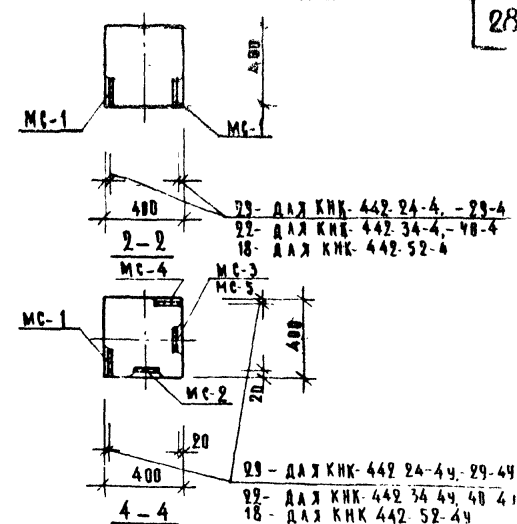 28
400
МС-1
МС-1
400
29- ДЛЯ КНК- 442-24-4, -29-4
22- ДЛЯ КНК- 442-34-4, -40-4
18- ДЛЯ КНК- 442-52-4
2-2
МС-4
МС-3
МС-5
МС-1
400
20
МС-2
20
400
29 - ДЛЯ КНК- 442 24-4у, -29-4у
22- ДЛЯ КНК- 442 34 4у, 40 4
18 - ДЛЯ КНК 442-52-4у
4-4